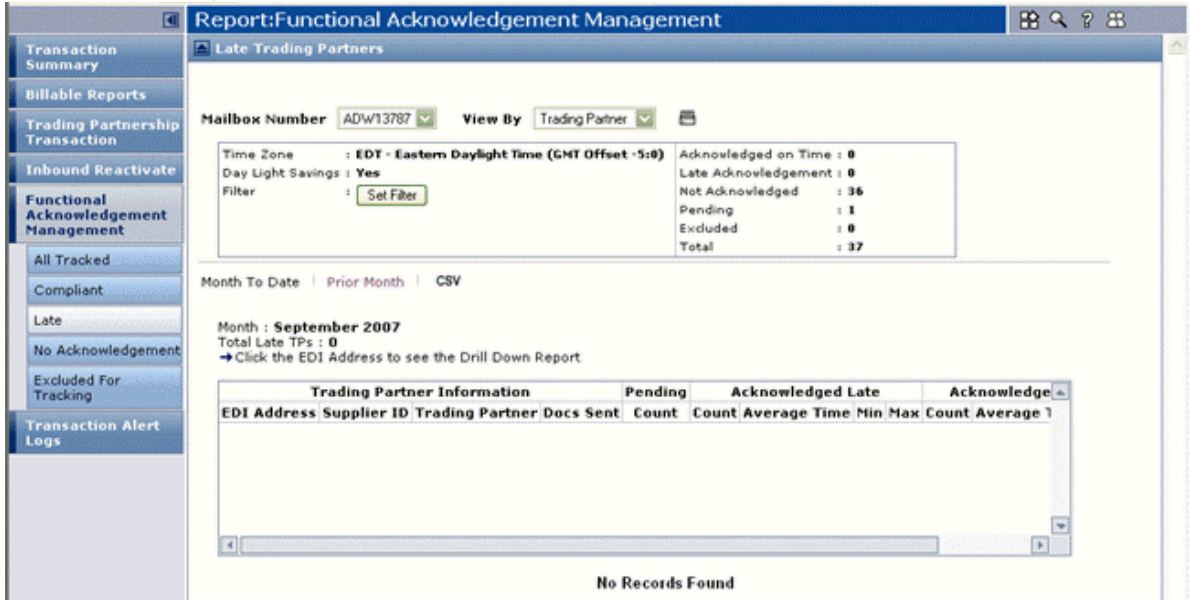 Report:Functional Acknowledgement Management
Transaction
Summary
Billable Reports
Trading Partnership
Transaction
Inbound Reactivate
Functional
Acknowledgement
Management
All Tracked
Compliant
Late
No Acknowledgement
Excluded For
Tracking
Transaction Alert
Logs
Late Trading Partners
Mailbox Number ADW13787 View By Trading Partner
Time Zone : EDT - Eastern Daylight Time (GMT Offset -5:0)
Day Light Savings : Yes
Filter : Set Filter
Acknowledged on Time : 0
Late Acknowledgement : 0
Not Acknowledged : 36
Pending : 1
Excluded : 0
Total : 37
Month To Date | Prior Month | CSV
Month : September 2007
Total Late TPs : 0
➔Click the EDI Address to see the Drill Down Report
Trading Partner Information Pending Acknowledged Late Acknowledge
EDI Address Supplier ID Trading Partner Docs Sent Count Count Average Time Min Max Count Average T
No Records Found